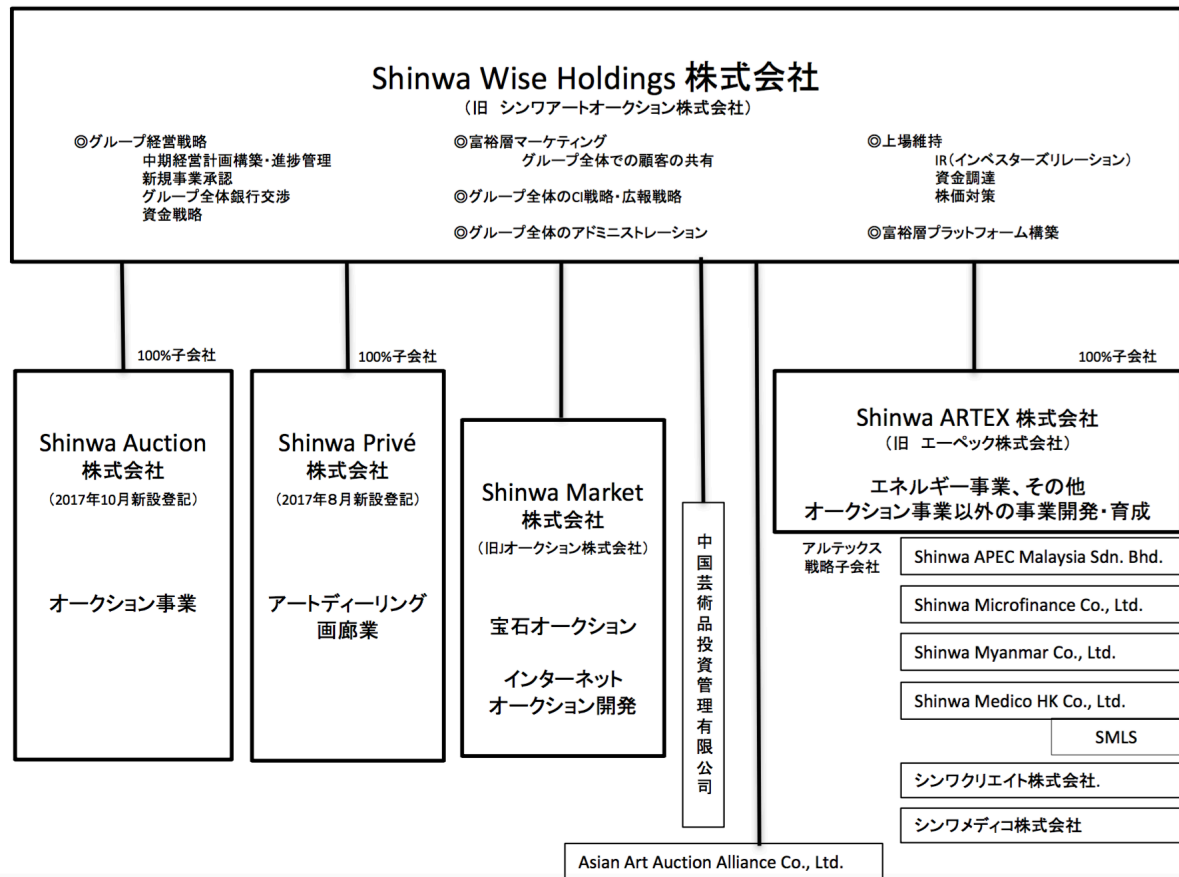 Shinwa Wise Holdings 株式会社
(旧 シンワアートオークション株式会社)
◎グループ経営戦略
中期経営計画構築・進捗管理
新規事業承認
グループ全体銀行交渉
資金戦略
◎富裕層マーケティング
グループ全体での顧客の共有
◎グループ全体のCI戦略・広報戦略
◎グループ全体のアドミニストレーション
◎上場維持
IR(インベスターズリレーション)
資金調達
株価対策
◎富裕層プラットフォーム構築
100%子会社
Shinwa Auction
株式会社
(2017年10月新設登記)
オークション事業
100%子会社
Shinwa Privé
株式会社
(2017年8月新設登記)
アートディーリング
画廊業
Shinwa Market
株式会社
(旧Jオークション株式会社)
宝石オークション
インターネット
オークション開発
中国芸術品投資管理有限公司
Asian Art Auction Alliance Co., Ltd.
100%子会社
Shinwa ARTEX 株式会社
(旧 エーペック株式会社)
エネルギー事業、その他
オークション事業以外の事業開発・育成
アルテックス
戦略子会社
Shinwa APEC Malaysia Sdn. Bhd.
Shinwa Microfinance Co., Ltd.
Shinwa Myanmar Co., Ltd.
Shinwa Medico HK Co., Ltd.
SMLS
シンワクリエイト株式会社.
シンワメディコ株式会社